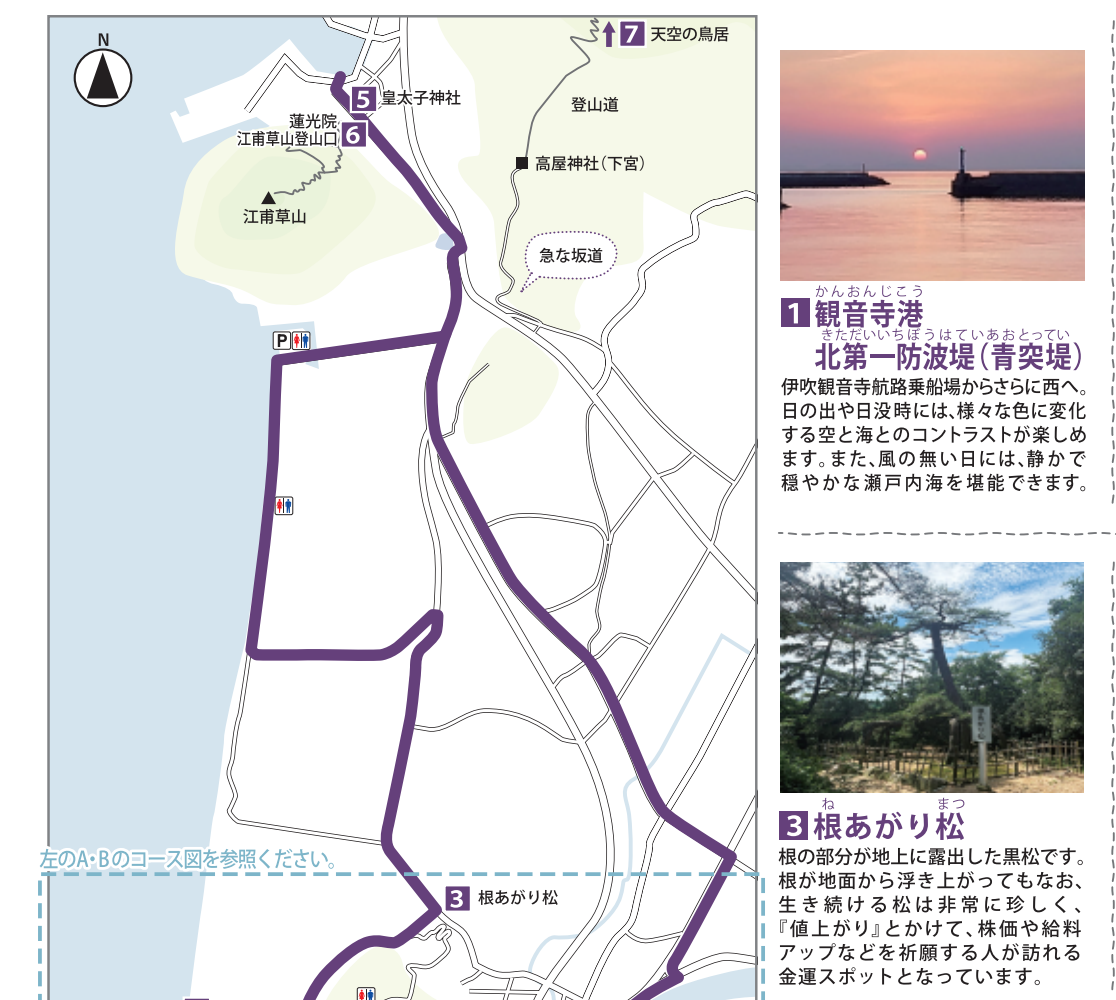 N
7 天空の鳥居
5 皇太子神社
蓮光院
江甫草山登山口 6
登山道
高屋神社(下宮)
江甫草山
急な坂道
P
左のA・Bのコース図を参照ください。
3 根あがり松
かんおんじこう
1 観音寺港
きただいいちぼうはていあおとってい
北第一防波堤(青突堤)
伊吹観音寺航路乗船場からさらに西へ。
日の出や日没時には、様々な色に変化
する空と海とのコントラストが楽しめ
ます。また、風の無い日には、静かで
穏やかな瀬戸内海を堪能できます。
ね まつ
3 根あがり松
根の部分が地上に露出した黒松です。
根が地面から浮き上がってもなお、
生き続ける松は非常に珍しく、
『値上がり』とかけて、株価や給料
アップなどを祈願する人が訪れる
金運スポットとなっています。